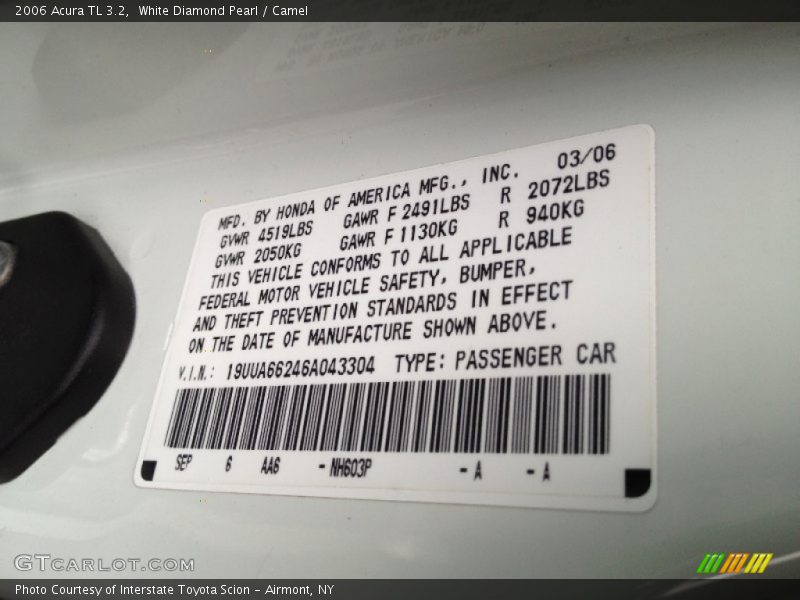 2006 Acura TL 3.2, White Diamond Pearl / Camel
MFD. BY HONDA OF AMERICA MFG., INC. 03/06
GVWR 4519LBS GAWR F 2491LBS R 2072LBS
GVWR 2050KG GAWR F 1130KG R 940KG
THIS VEHICLE CONFORMS TO ALL APPLICABLE
FEDERAL MOTOR VEHICLE SAFETY, BUMPER,
AND THEFT PREVENTION STANDARDS IN EFFECT
ON THE DATE OF MANUFACTURE SHOWN ABOVE.
V.I.N.: 19UUA66246A043304 TYPE: PASSENGER CAR
SEP 6 AA6 -NH603P -A -A
GTCARLOT.COM
Photo Courtesy of Interstate Toyota Scion - Airmont, NY